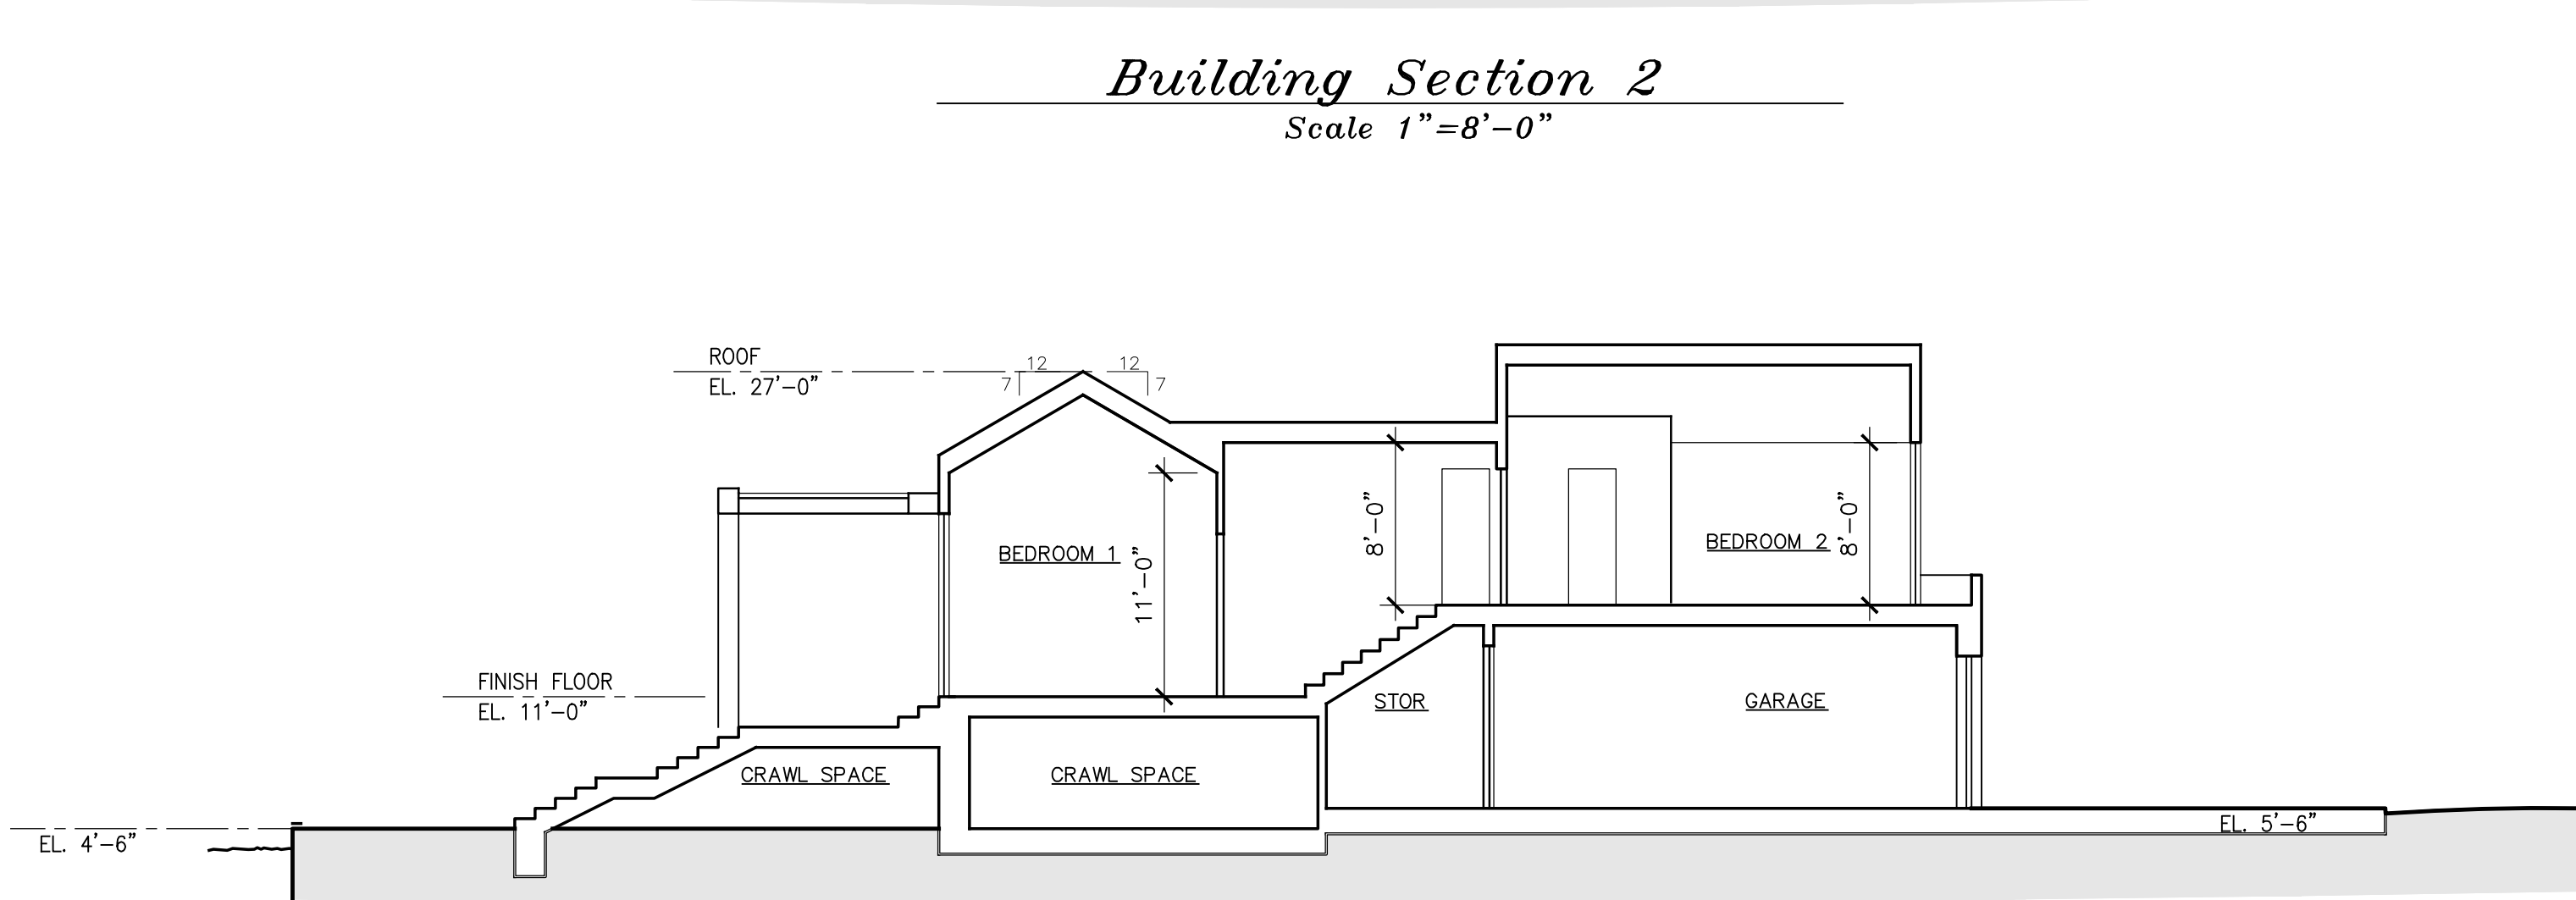 Building Section 2
Scale 1"=8'-0"
ROOF
EL. 27'-0"
12
12
7
7
BEDROOM 1
11'-0"
8'-0"
BEDROOM 2
8'-0"
FINISH FLOOR
EL. 11'-0"
STOR
GARAGE
CRAWL SPACE
CRAWL SPACE
EL. 4'-6"
EL. 5'-6"